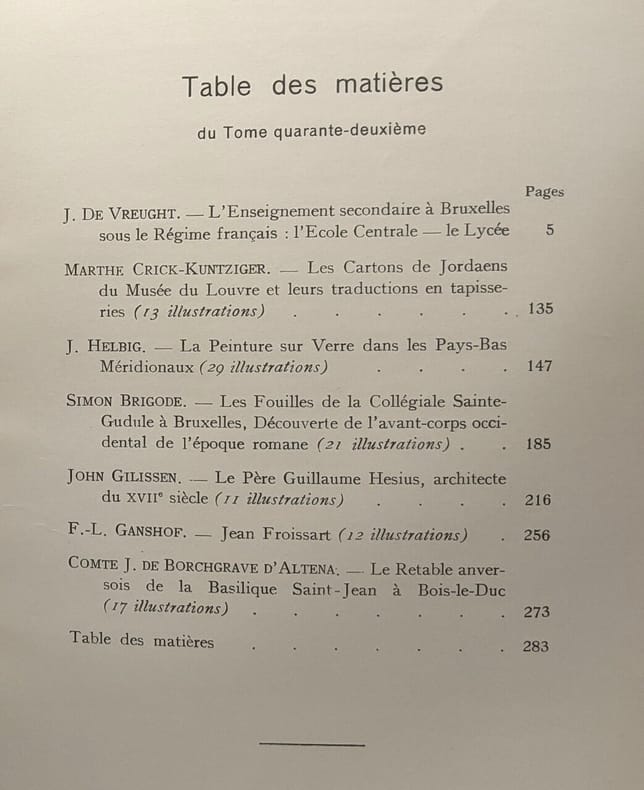 Table des matières
du Tome quarante-deuxième
Pages
J. DE VREUGHT. — L'Enseignement secondaire à Bruxelles
sous le Régime français : l'Ecole Centrale — le Lycée 5
MARTHE CRICK-KUNTZIGER. — Les Cartons de Jordaens
du Musée du Louvre et leurs traductions en tapisse-
ries (13 illustrations) . . . . . . 135
J. HELBIG. — La Peinture sur Verre dans les Pays-Bas
Méridionaux (29 illustrations) . . . . 147
SIMON BRIGODE. — Les Fouilles de la Collégiale Sainte-
Gudule à Bruxelles, Découverte de l'avant-corps occi-
dental de l'époque romane (21 illustrations) . . 185
JOHN GILISSEN. — Le Père Guillaume Hesius, architecte
du XVIIe siècle (11 illustrations) . . . . 216
F.-L. GANSHOF. — Jean Froissart (12 illustrations) . 256
COMTE J. DE BORCHGRAVE D'ALTENA. — Le Retable anver-
sois de la Basilique Saint-Jean à Bois-le-Duc
(17 illustrations) . . . . . . . 273
Table des matières . . . . . . . 283